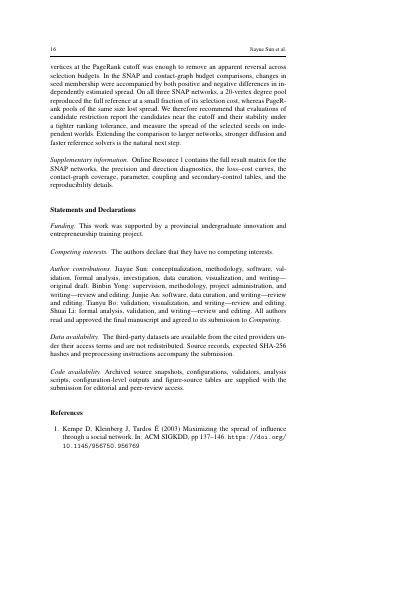 16
Jiayue Sun et al.
vertices at the PageRank cutoff was enough to remove an apparent reversal across
selection budgets. In the SNAP and contact-graph budget comparisons, changes in
seed membership were accompanied by both positive and negative differences in in-
dependently estimated spread. On all three SNAP networks, a 20-vertex degree pool
reproduced the full reference at a small fraction of its selection cost, whereas PageR-
ank pools of the same size lost spread. We therefore recommend that evaluations of
candidate restriction report the candidates near the cutoff and their stability under
a tighter ranking tolerance, and measure the spread of the selected seeds on inde-
pendent worlds. Extending the comparison to larger networks, stronger diffusion and
faster reference solvers is the natural next step.
Supplementary information. Online Resource 1 contains the full result matrix for the
SNAP networks, the precision and direction diagnostics, the loss–cost curves, the
contact-graph coverage, parameter, coupling and secondary-control tables, and the
reproducibility details.
Statements and Declarations
Funding. This work was supported by a provincial undergraduate innovation and
entrepreneurship training project.
Competing interests. The authors declare that they have no competing interests.
Author contributions. Jiayue Sun: conceptualization, methodology, software, val-
idation, formal analysis, investigation, data curation, visualization, and writing—
original draft. Binbin Yong: supervision, methodology, project administration, and
writing—review and editing. Junjie An: software, data curation, and writing—review
and editing. Tianyu Bo: validation, visualization, and writing—review and editing.
Shuai Li: formal analysis, validation, and writing—review and editing. All authors
read and approved the final manuscript and agreed to its submission to Computing.
Data availability. The third-party datasets are available from the cited providers un-
der their access terms and are not redistributed. Source records, expected SHA-256
hashes and preprocessing instructions accompany the submission.
Code availability. Archived source snapshots, configurations, validators, analysis
scripts, configuration-level outputs and figure-source tables are supplied with the
submission for editorial and peer-review access.
References
1. Kempe D, Kleinberg J, Tardos É (2003) Maximizing the spread of influence
through a social network. In: ACM SIGKDD, pp 137–146. https://doi.org/
10.1145/956750.956769